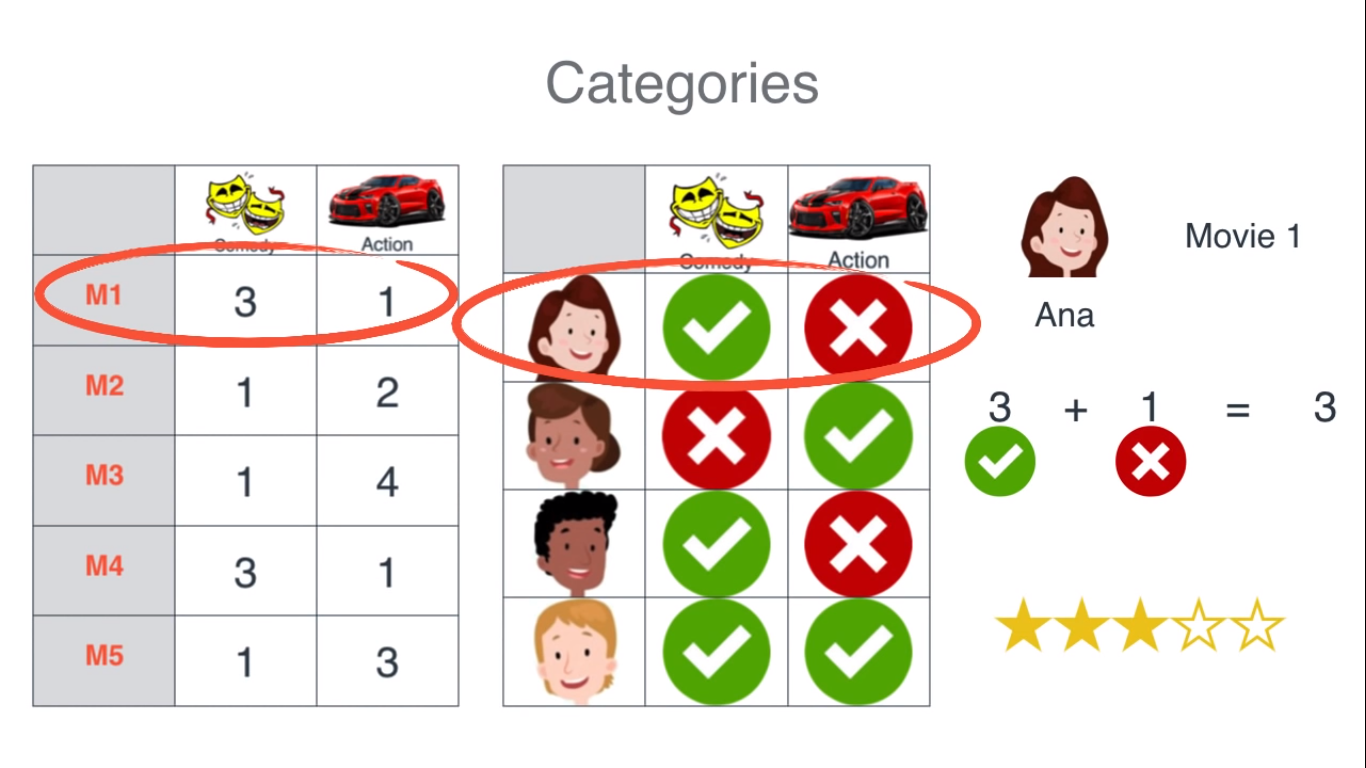 Categories
Comedy Action
M1 3 1
M2 1 2
M3 1 4
M4 3 1
M5 1 3
Comedy Action
Movie 1
Ana
3 + 1 = 3